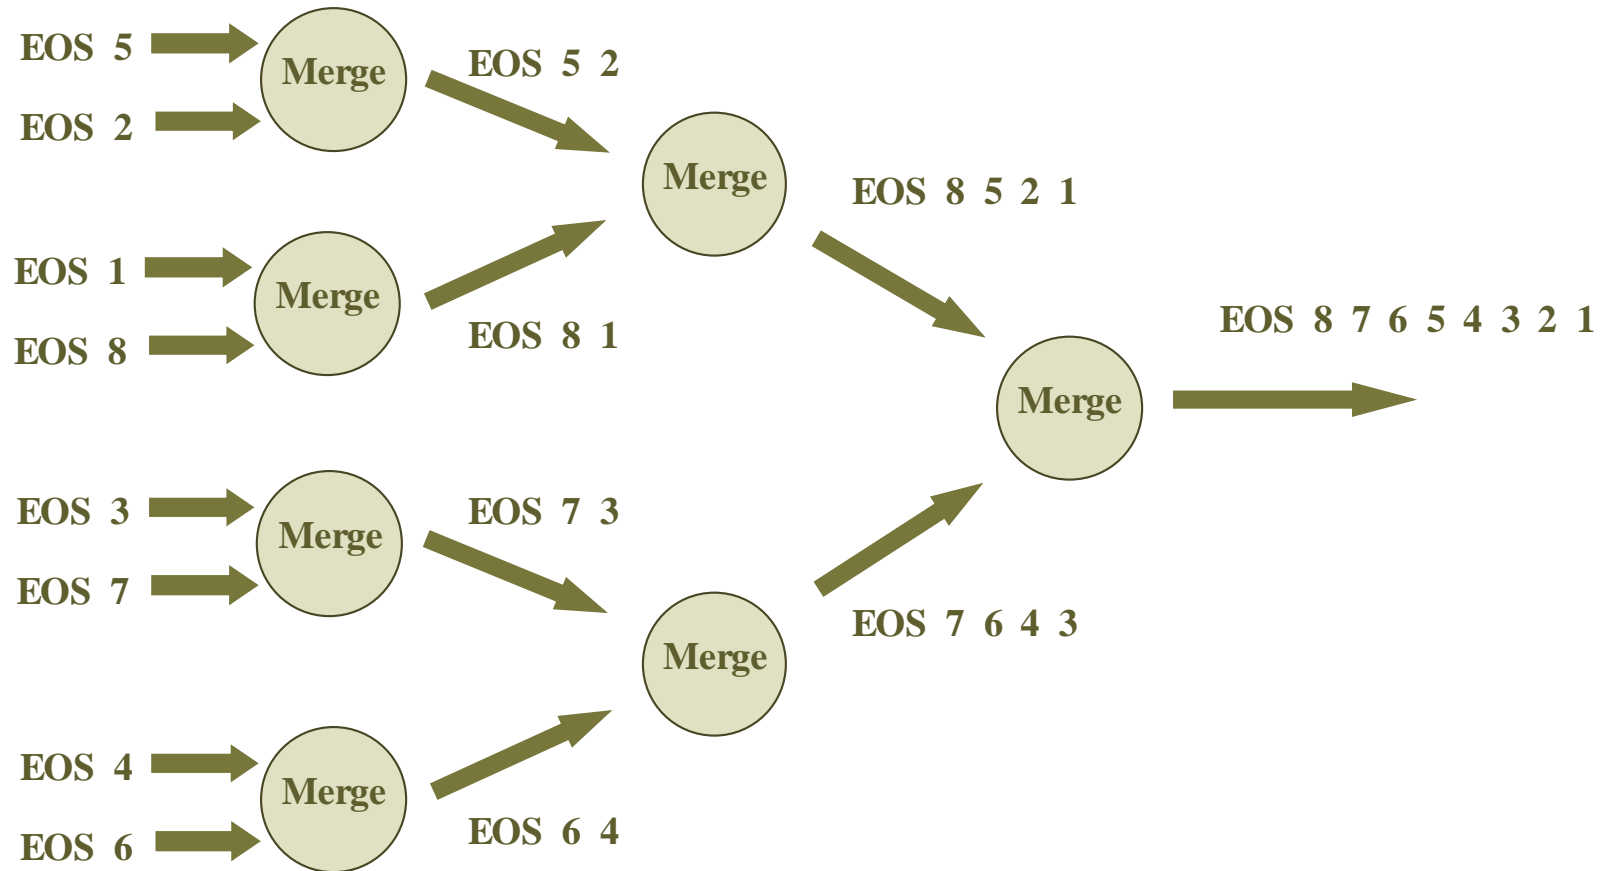 EOS 5
EOS 2
Merge
EOS 5 2
EOS 1
EOS 8
Merge
EOS 8 1
Merge
EOS 8 5 2 1
EOS 3
EOS 7
Merge
EOS 7 3
EOS 4
EOS 6
Merge
EOS 6 4
Merge
EOS 7 6 4 3
Merge
EOS 8 7 6 5 4 3 2 1